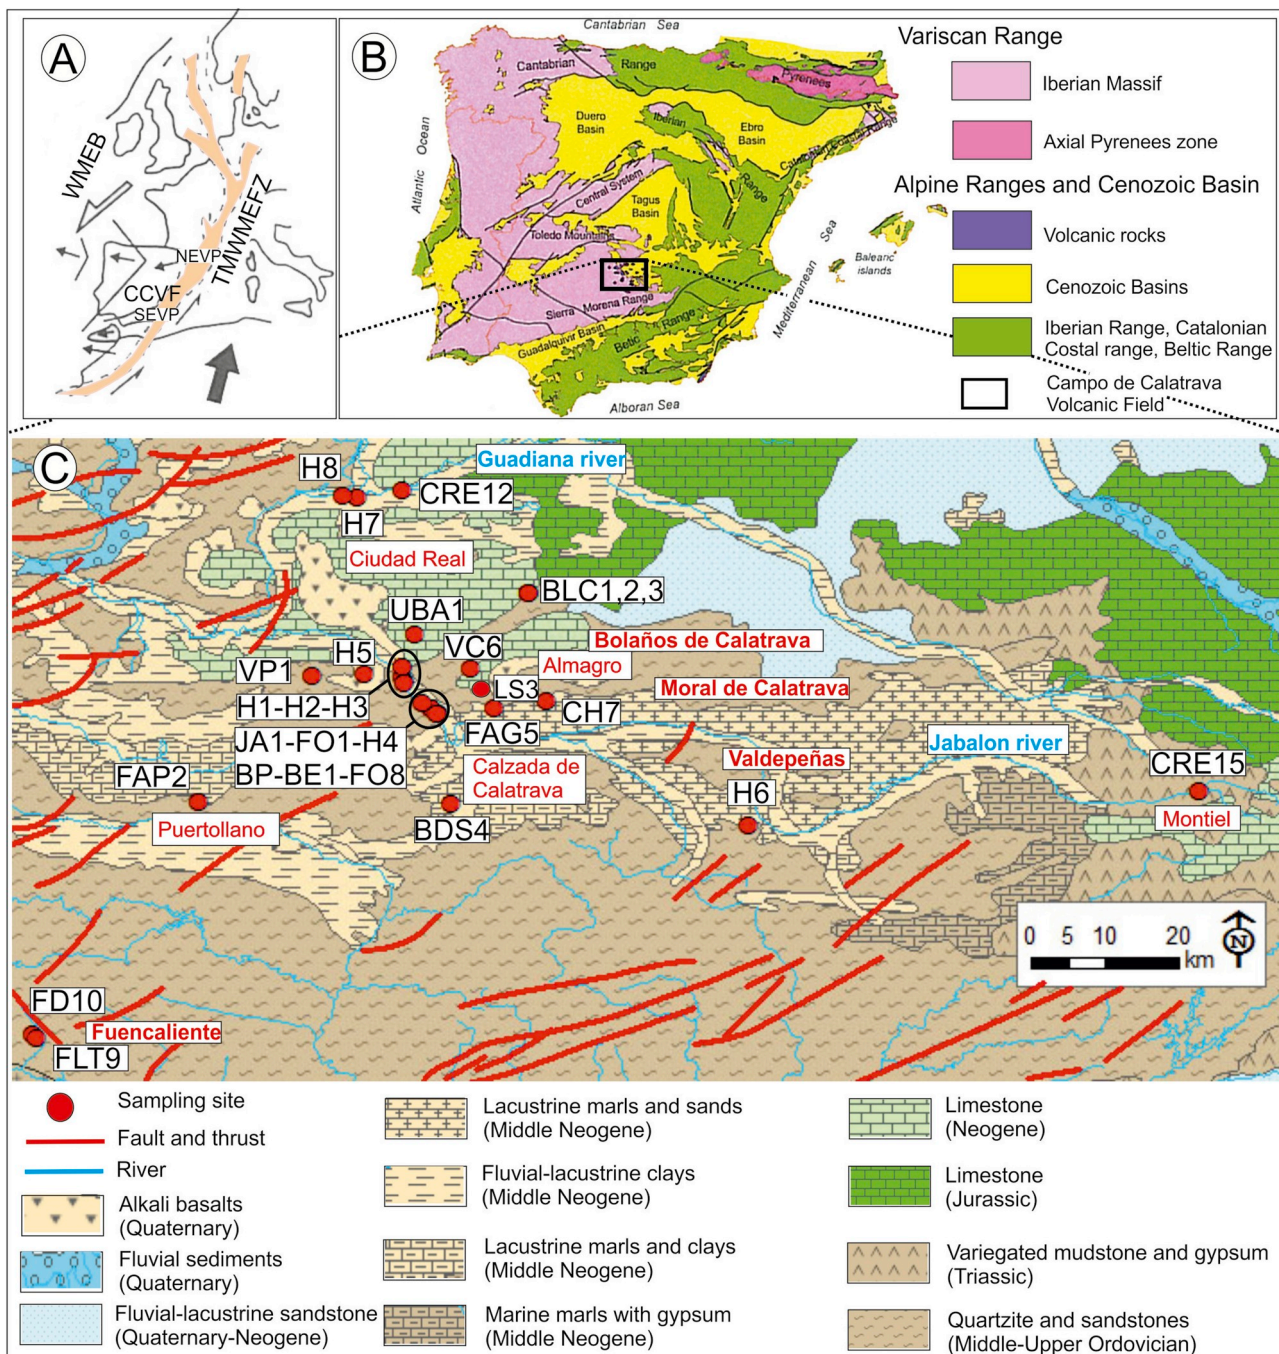 A
WMEB
TMWMEFZ
NEVP
CCVF
SEVP
B
Cantabrian Sea
Atlantic Ocean
Cantabrian Range
Pyrenees
Duero
Basin
Iberian
Range
Ebro
Basin
Catalonian Coastal Range
Central System
Tagus
Basin
Toledo Mountains
Sierra Morena Range
Guadalquivir Basin
Betic Range
Mediterranean Sea
Balearic
islands
Alboran Sea
Variscan Range
Iberian Massif
Axial Pyrenees zone
Alpine Ranges and Cenozoic Basin
Volcanic rocks
Cenozoic Basins
Iberian Range, Catalonian
Costal range, Beltic Range
Campo de Calatrava
Volcanic Field
C
H8
Guadiana river
CRE12
H7
Ciudad Real
BLC1,2,3
UBA1
Bolaños de Calatrava
H5
VC6
Almagro
VP1
LS3
Moral de Calatrava
H1-H2-H3
CH7
JA1-FO1-H4
FAG5
Jabalon river
BP-BE1-FO8
Calzada de
Calatrava
Valdepeñas
CRE15
FAP2
H6
Puertollano
BDS4
Montiel
0 5 10 20
km
N
FD10
Fuencaliente
FLT9
Sampling site
Fault and thrust
River
Alkali basalts
(Quaternary)
Fluvial sediments
(Quaternary)
Fluvial-lacustrine sandstone
(Quaternary-Neogene)
Lacustrine marls and sands
(Middle Neogene)
Fluvial-lacustrine clays
(Middle Neogene)
Lacustrine marls and clays
(Middle Neogene)
Marine marls with gypsum
(Middle Neogene)
Limestone
(Neogene)
Limestone
(Jurassic)
Variegated mudstone and gypsum
(Triassic)
Quartzite and sandstones
(Middle-Upper Ordovician)